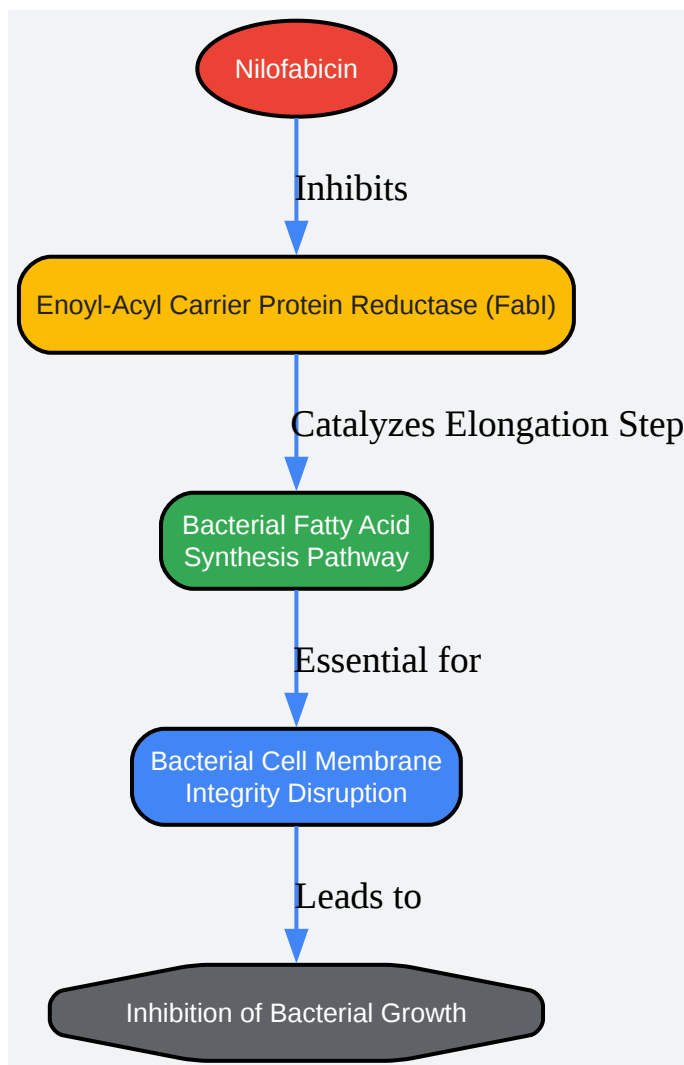 Nilofabicin
Inhibits
Enoyl-Acyl Carrier Protein Reductase (FabI)
Catalyzes Elongation Step
Bacterial Fatty Acid
Synthesis Pathway
Essential for
Bacterial Cell Membrane
Integrity Disruption
Leads to
Inhibition of Bacterial Growth